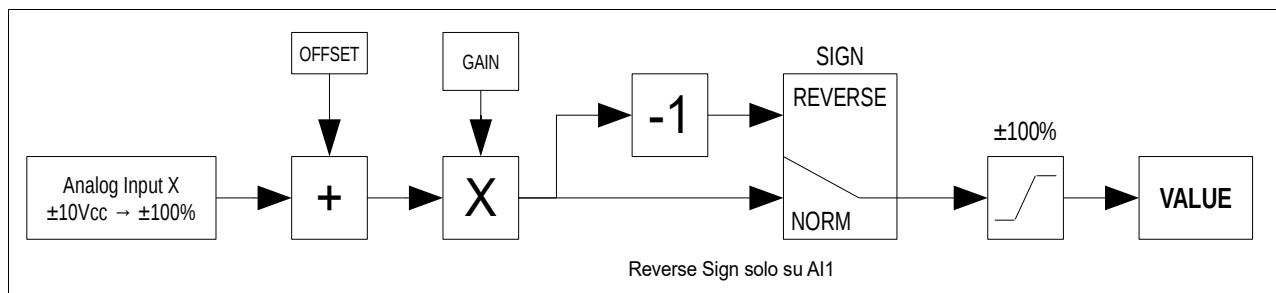 OFFSET
GAIN
SIGN
REVERSE
-1
±100%
Analog Input X
±10Vcc → ±100%
+
X
NORM
VALUE
Reverse Sign solo su AI1